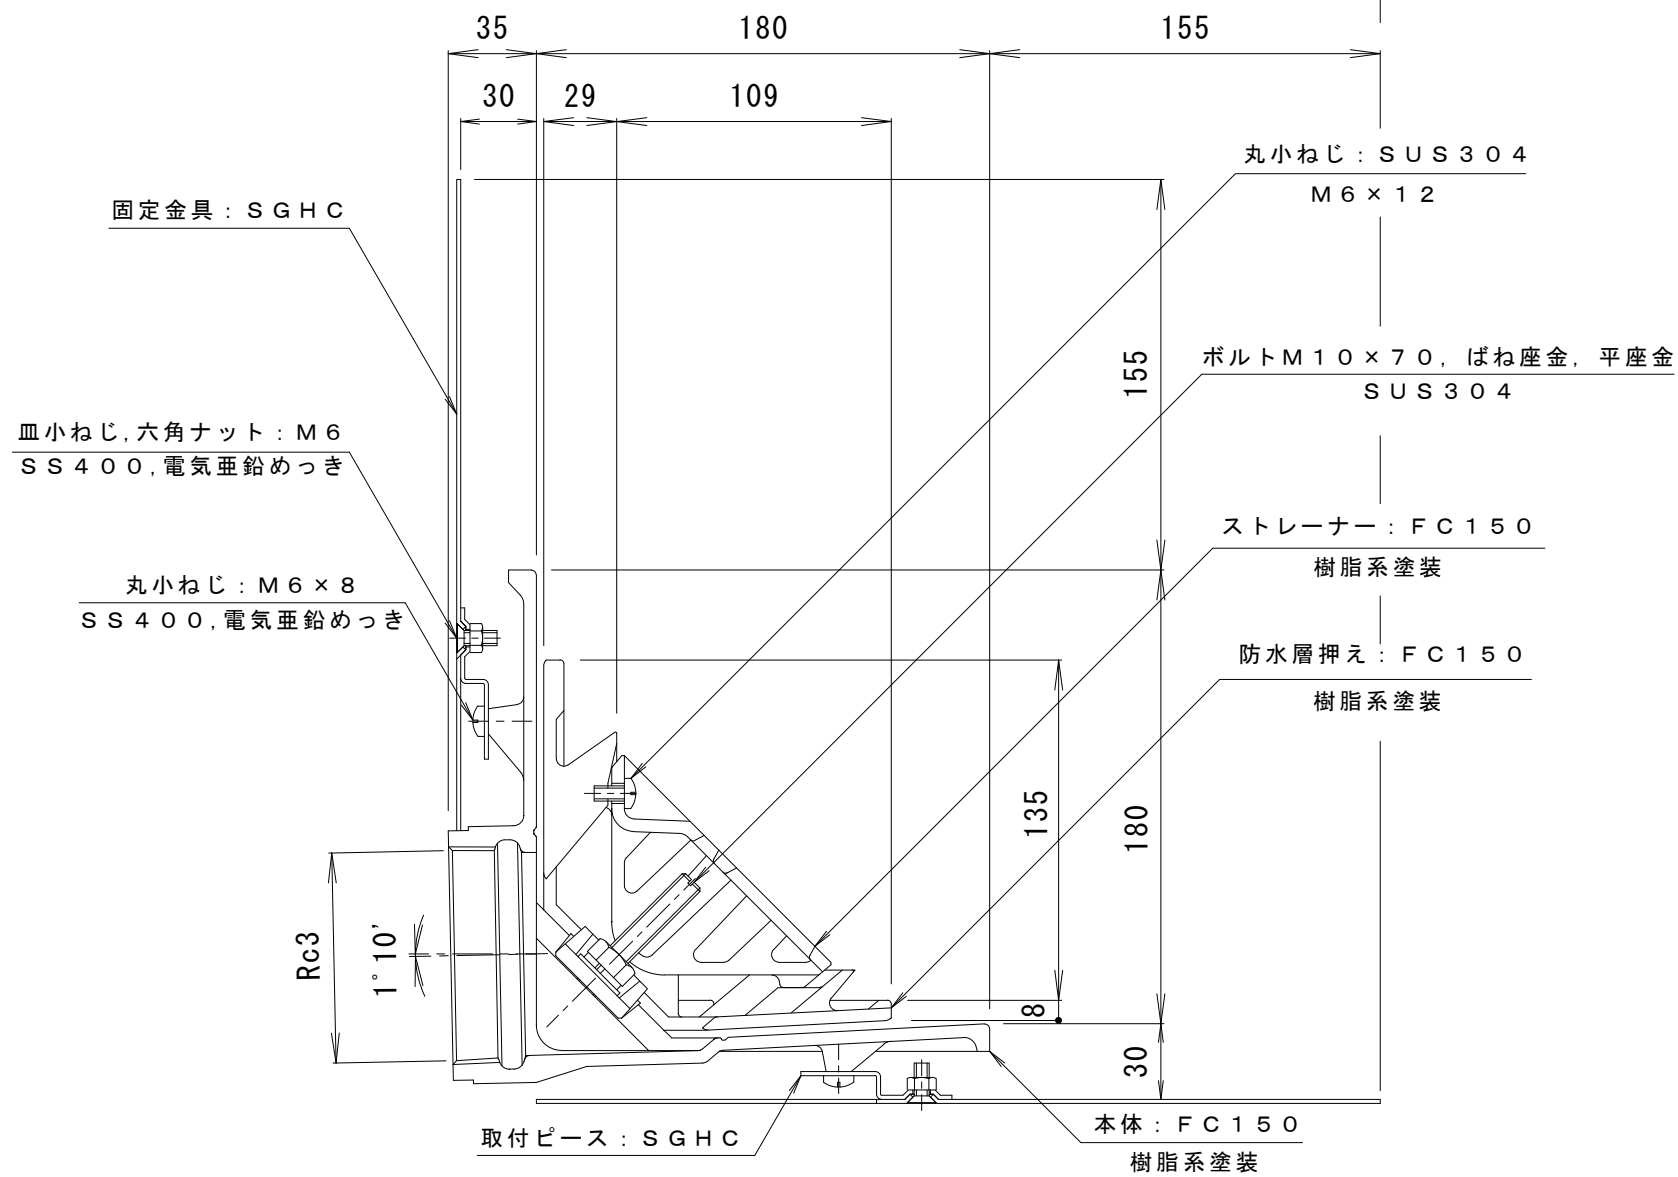 35
180
155
30
29
109
丸小ねじ：ＳＵＳ３０４
Ｍ６×１２
固定金具：ＳＧＨＣ
155
ボルトＭ１０×７０，ばね座金，平座金
ＳＵＳ３０４
皿小ねじ，六角ナット：Ｍ６
ＳＳ４００，電気亜鉛めっき
ストレーナー：ＦＣ１５０
樹脂系塗装
丸小ねじ：Ｍ６×８
ＳＳ４００，電気亜鉛めっき
防水層押え：ＦＣ１５０
樹脂系塗装
135
180
Rc3
1°10'
8
30
取付ピース：ＳＧＨＣ
本体：ＦＣ１５０
樹脂系塗装